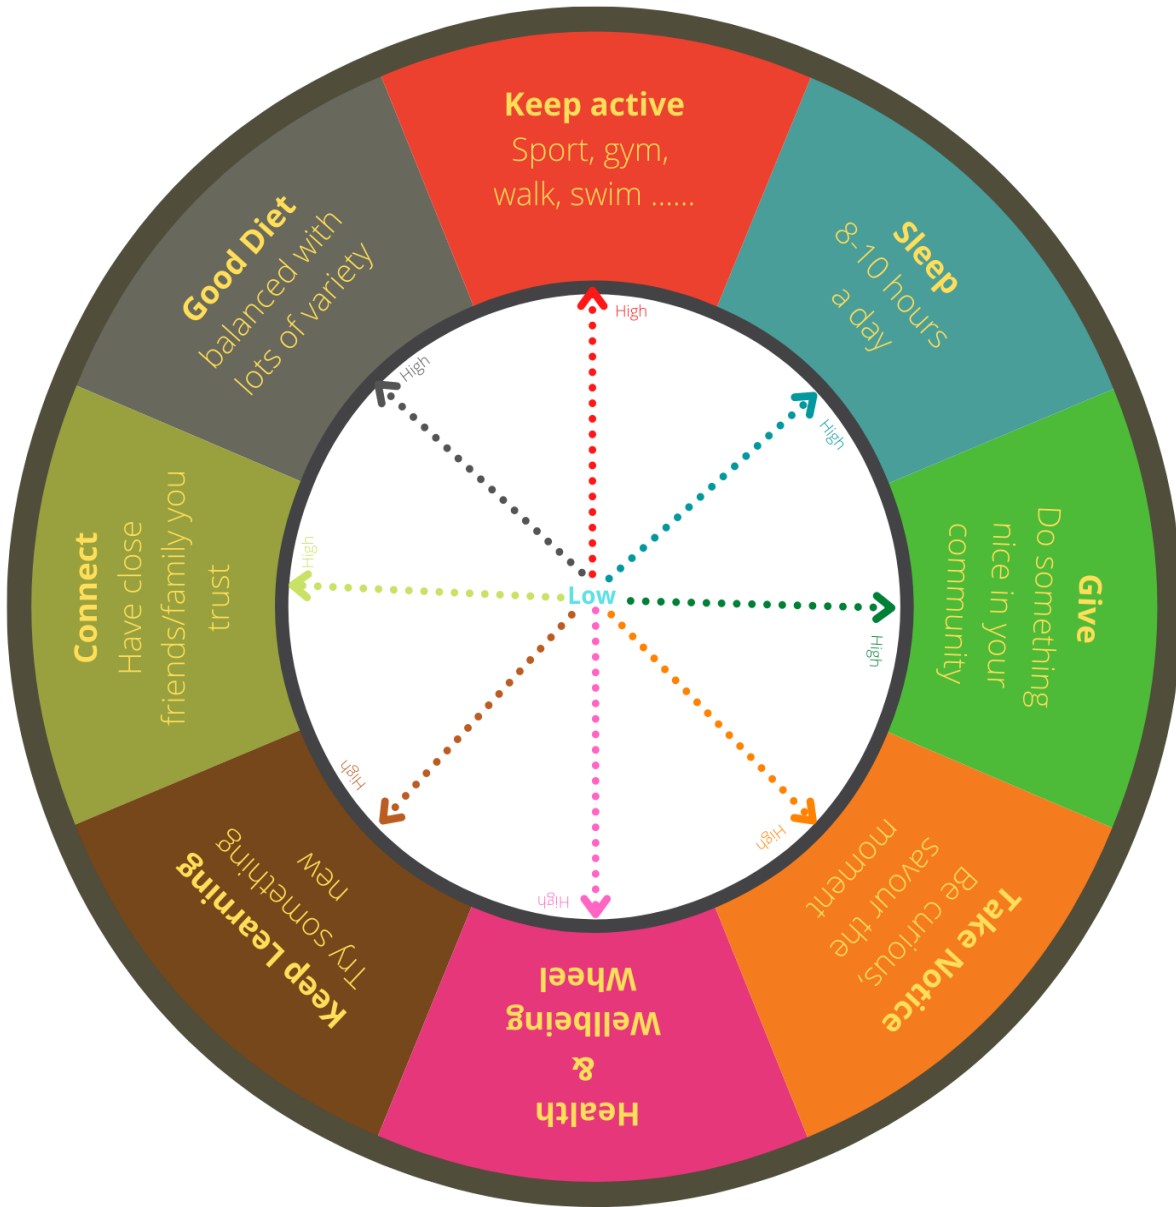 Keep active
Sport, gym,
walk, swim ......
High
Sleep
8-10 hours
a day
High
Give
Do something
nice in your
community
High
Take Notice
Be curious,
savour the
moment
High
Health
&
Wellbeing
Wheel
High
Keep Learning
Try something
new
High
Connect
Have close
friends/family you
trust
High
Good Diet
balanced with
lots of variety
High
Low